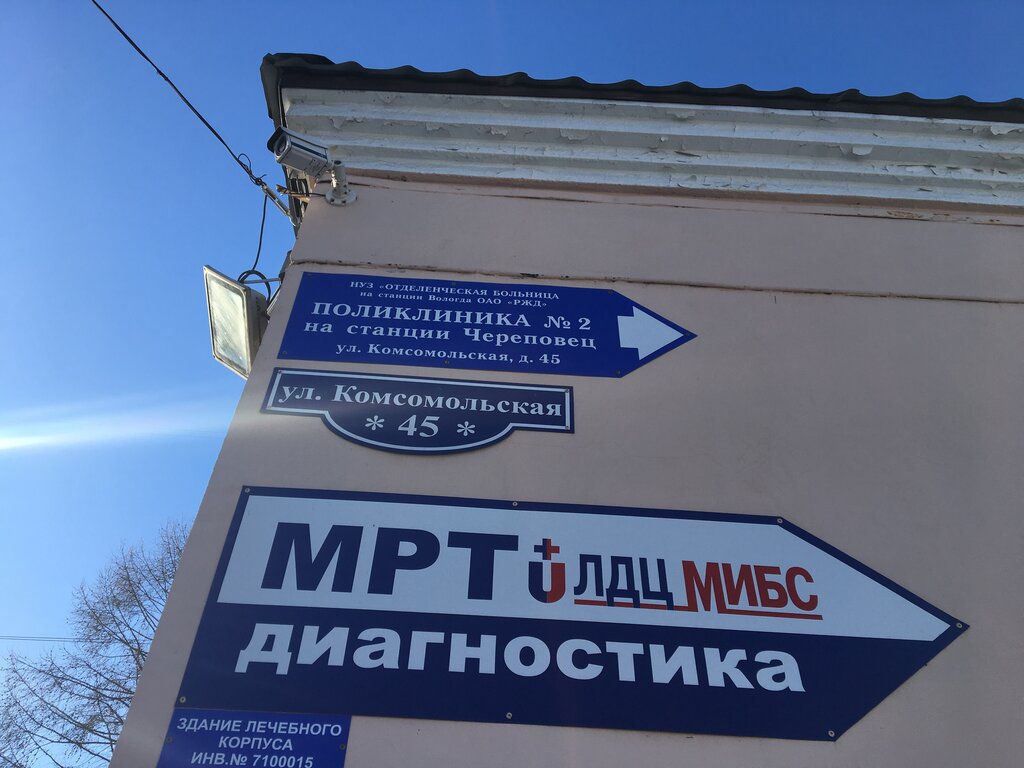 НУЗ «ОТДЕЛЕНЧЕСКАЯ БОЛЬНИЦА
на станции Вологда ОАО «РЖД»
ПОЛИКЛИНИКА № 2
на станции Череповец
ул. Комсомольская, д. 45
ул. Комсомольская
* 45 *
МРТ ЛДЦ МИБС
диагностика
ЗДАНИЕ ЛЕЧЕБНОГО
КОРПУСА
ИНВ.№ 7100015